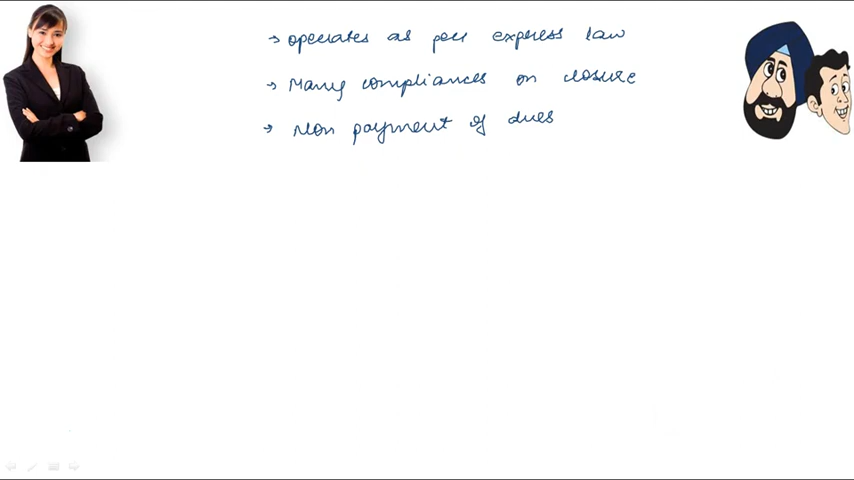 → operates as per express law
→ Many compliances on closure
→ Non payment of dues